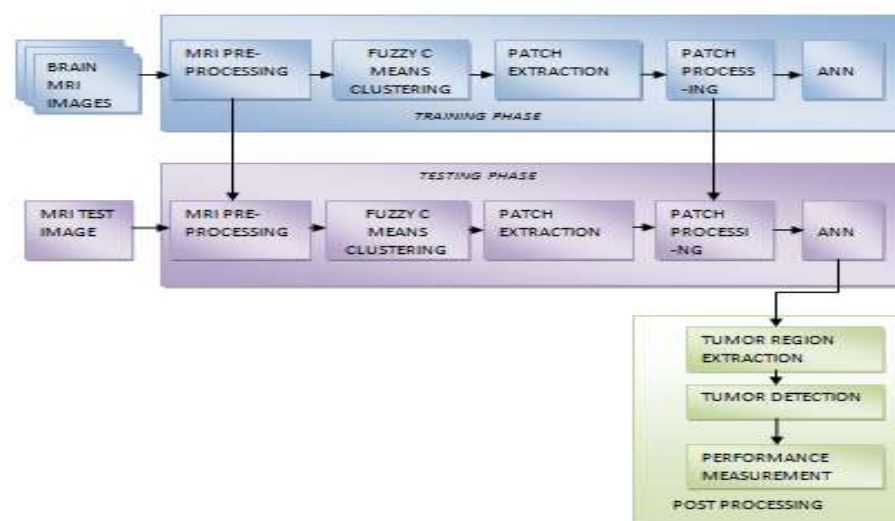 BRAIN
MRI
IMAGES
MRI PRE-
PROCESSING
FUZZY C
MEANS
CLUSTERING
PATCH
EXTRACTION
PATCH
PROCESS
-ING
ANN
TRAINING PHASE
TESTING PHASE
MRI TEST
IMAGE
MRI PRE-
PROCESSING
FUZZY C
MEANS
CLUSTERING
PATCH
EXTRACTION
PATCH
PROCESSI
-NG
ANN
TUMOR REGION
EXTRACTION
TUMOR DETECTION
PERFORMANCE
MEASUREMENT
POST PROCESSING